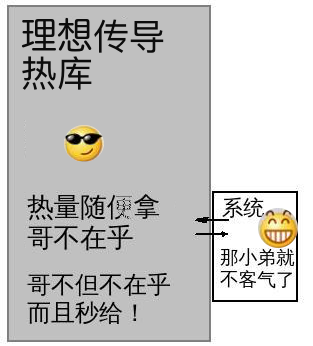 理想传导
热库
热量随便拿
哥不在乎
哥不但不在乎
而且秒给！
系统
那小弟就
不客气了